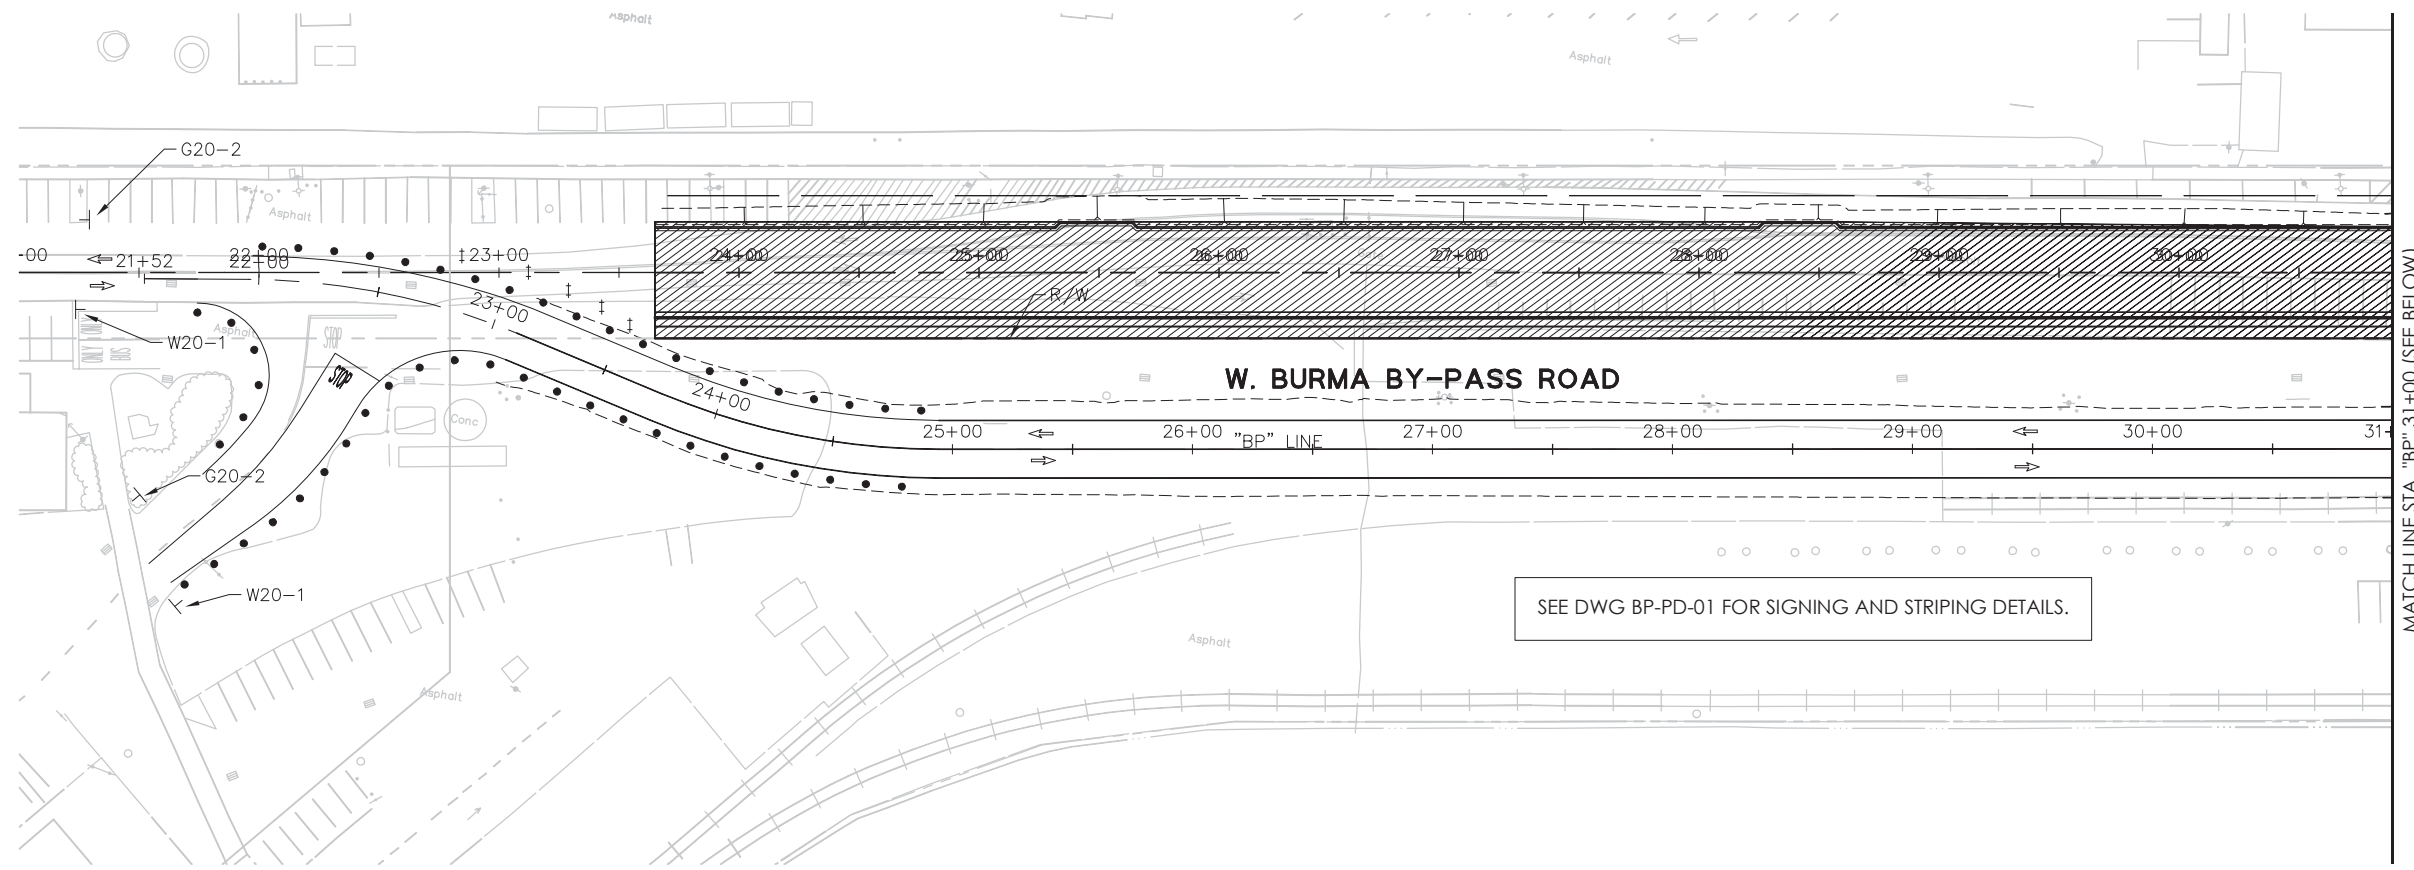 Asphalt
Asphalt
G20-2
Asphalt
-00
21+52
22+00
‡23+00
24+00
25+00
26+00
27+00
28+00
29+00
30+00
R/W
23+00
Asphalt
STOP
W20-1
STOP
W. BURMA BY-PASS ROAD
24+00
Conc
25+00
26+00
"BP" LINE
27+00
28+00
29+00
30+00
31+
G20-2
W20-1
SEE DWG BP-PD-01 FOR SIGNING AND STRIPING DETAILS.
Asphalt
Asphalt
MATCH LINE STA. "BP" 31+00 (SEE BELOW)